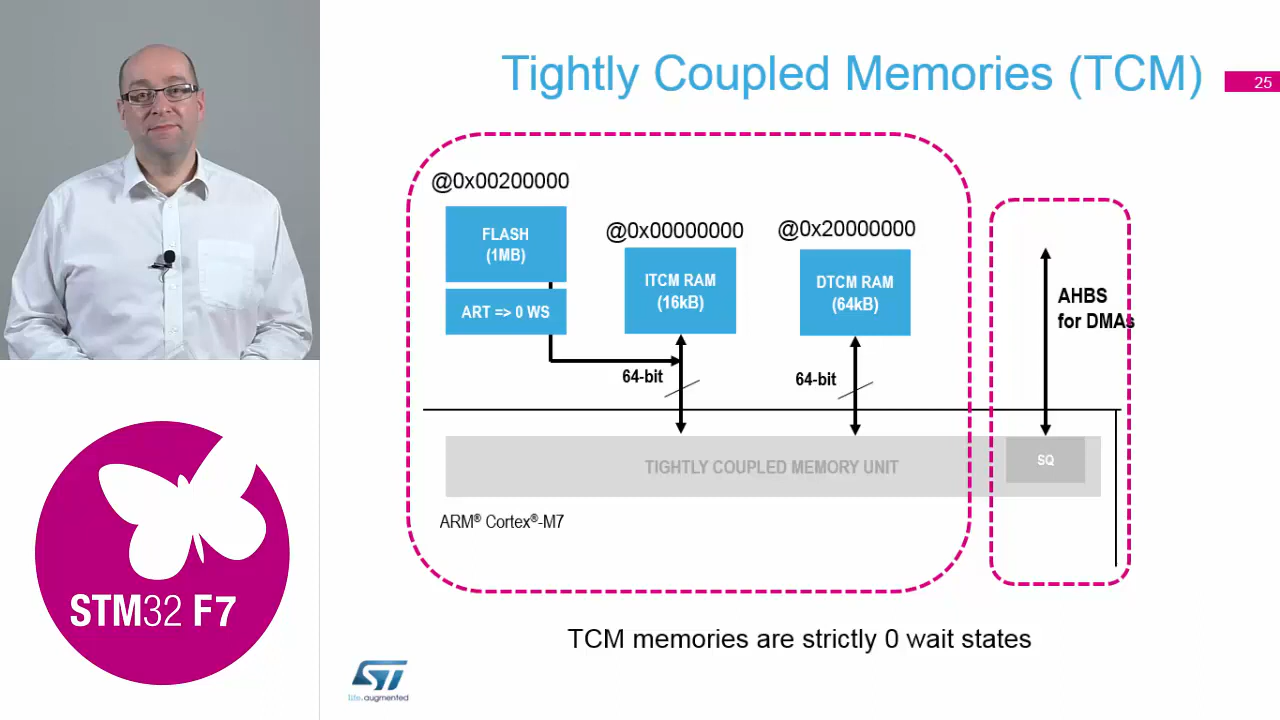 Tightly Coupled Memories (TCM)
25
@0x00200000
FLASH
(1MB)
ART => 0 WS
@0x00000000
ITCM RAM
(16kB)
@0x20000000
DTCM RAM
(64kB)
AHBS
for DMAs
64-bit
64-bit
TIGHTLY COUPLED MEMORY UNIT
SQ
ARM® Cortex®-M7
TCM memories are strictly 0 wait states
STM32 F7
ST
life.augmented